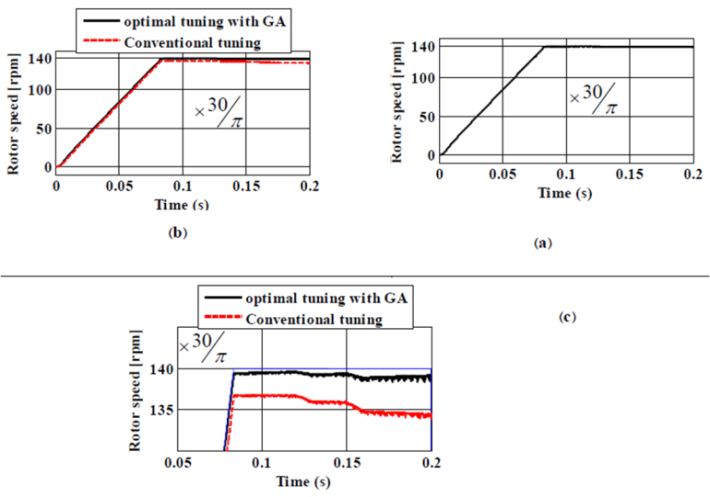 optimal tuning with GA
Conventional tuning
Rotor speed [rpm]
140
100
50
0
×30/π
0 0.05 0.1 0.15 0.2
Time (s)
(b)
Rotor speed [rpm]
140
100
50
0
×30/π
0 0.05 0.1 0.15 0.2
Time (s)
(a)
optimal tuning with GA
Conventional tuning
(c)
Rotor speed [rpm]
×30/π
140
135
0.05 0.1 0.15 0.2
Time (s)